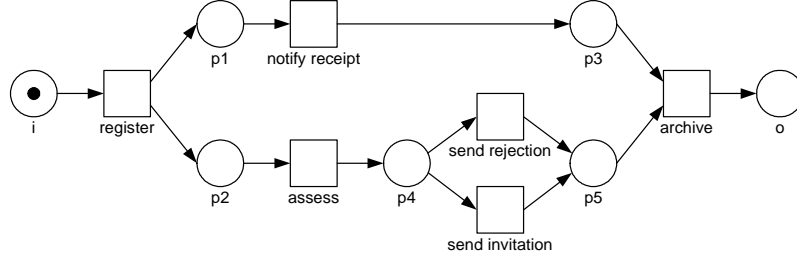 p1
notify receipt
p3
i
register
send rejection
archive
o
p2
assess
p4
p5
send invitation